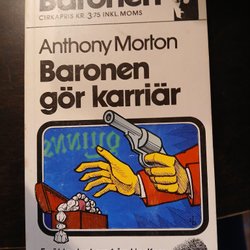 Baronen
CIRKAPRIS KR. 3:75 INKL MOMS
Anthony Morton
Baronen
gör karriär